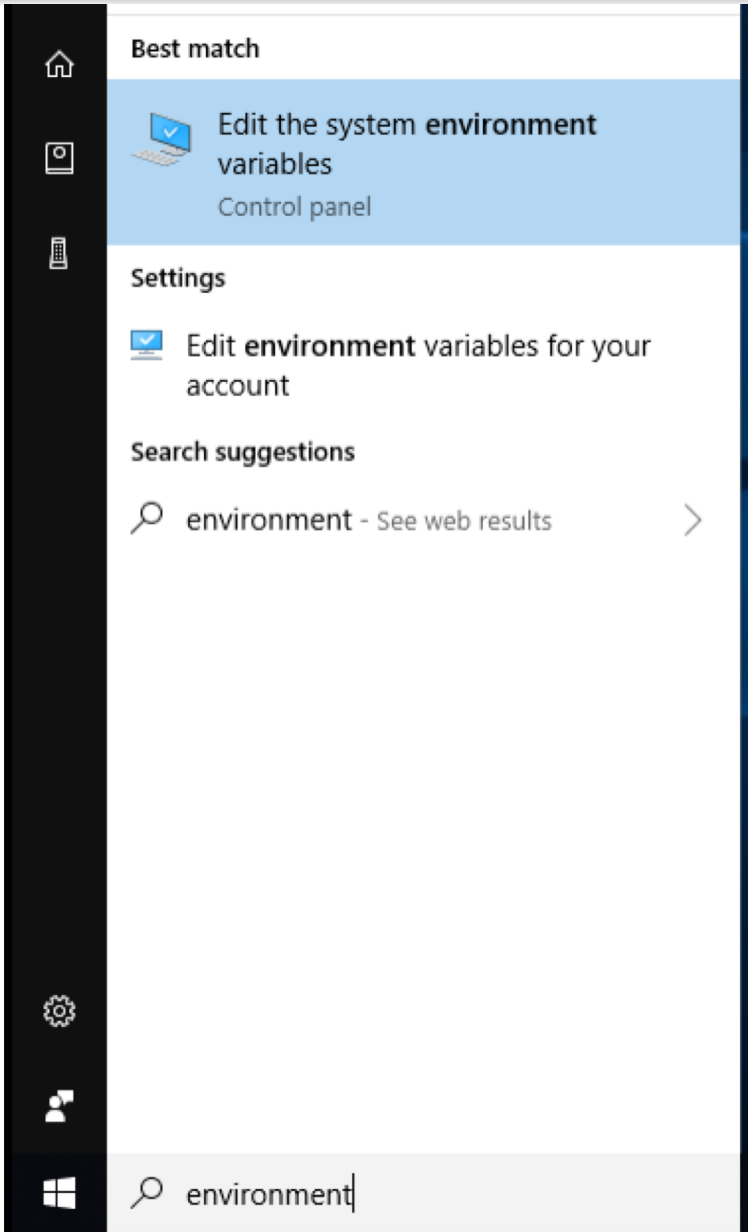 Best match
Edit the system environment
variables
Control panel
Settings
Edit environment variables for your
account
Search suggestions
environment - See web results
environment